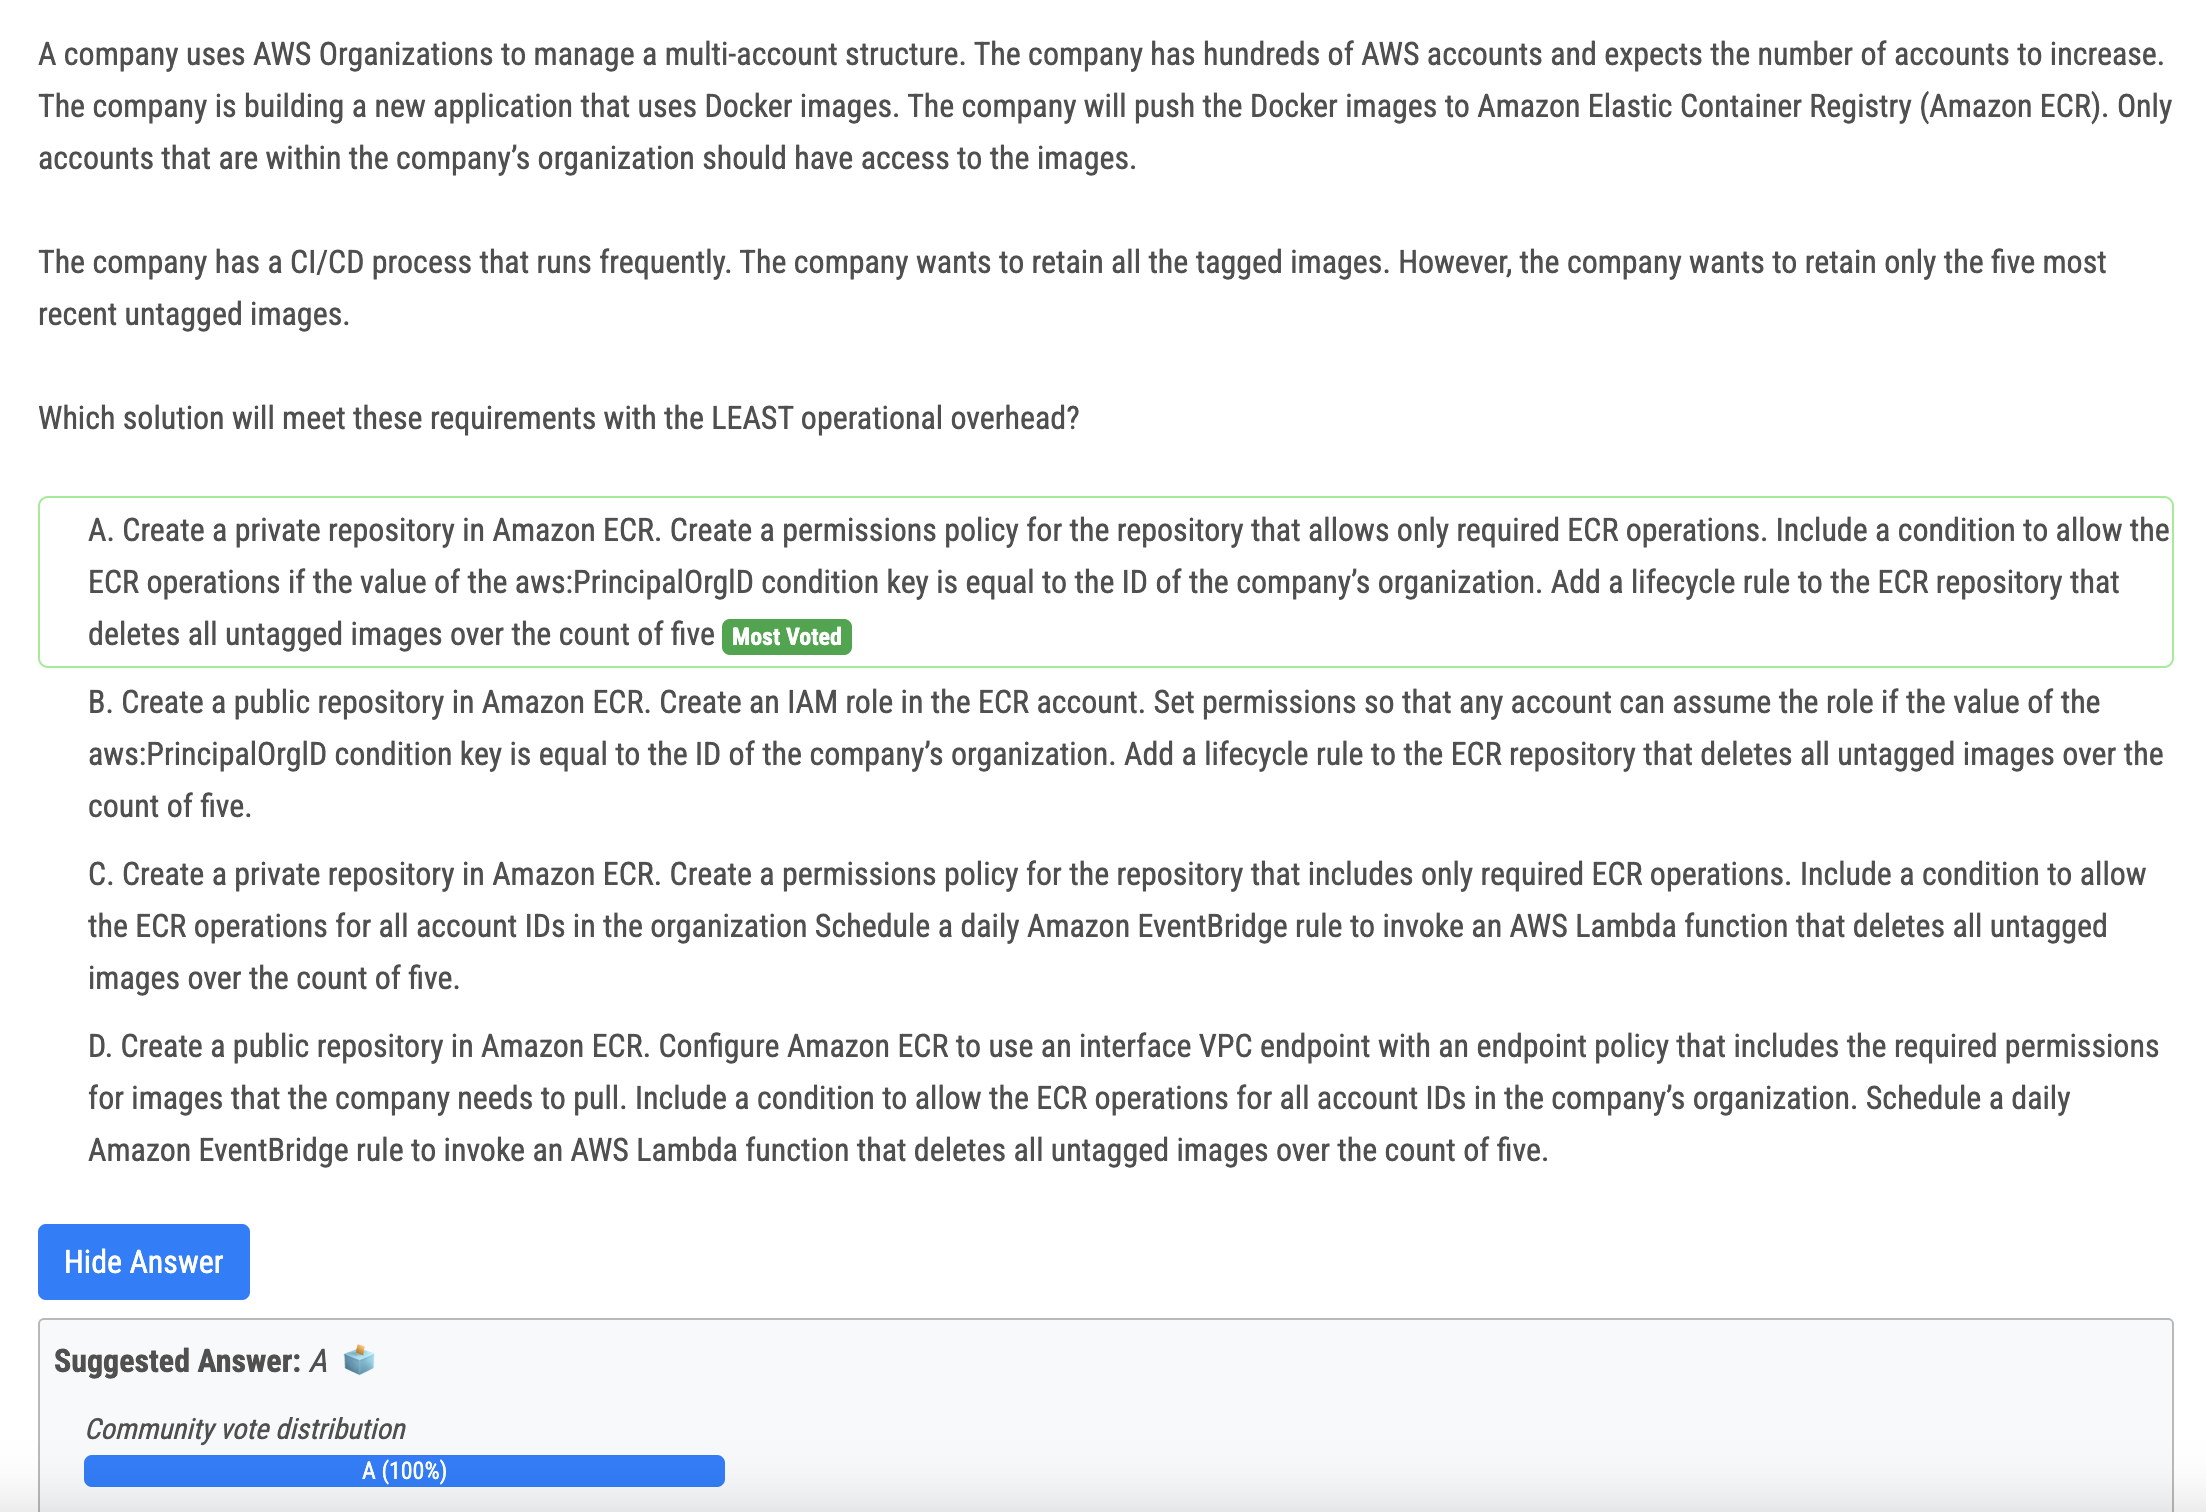 A company uses AWS Organizations to manage a multi-account structure. The company has hundreds of AWS accounts and expects the number of accounts to increase.
The company is building a new application that uses Docker images. The company will push the Docker images to Amazon Elastic Container Registry (Amazon ECR). Only
accounts that are within the company’s organization should have access to the images.
The company has a CI/CD process that runs frequently. The company wants to retain all the tagged images. However, the company wants to retain only the five most
recent untagged images.
Which solution will meet these requirements with the LEAST operational overhead?
A. Create a private repository in Amazon ECR. Create a permissions policy for the repository that allows only required ECR operations. Include a condition to allow the
ECR operations if the value of the aws:PrincipalOrgID condition key is equal to the ID of the company’s organization. Add a lifecycle rule to the ECR repository that
deletes all untagged images over the count of five Most Voted
B. Create a public repository in Amazon ECR. Create an IAM role in the ECR account. Set permissions so that any account can assume the role if the value of the
aws:PrincipalOrgID condition key is equal to the ID of the company’s organization. Add a lifecycle rule to the ECR repository that deletes all untagged images over the
count of five.
C. Create a private repository in Amazon ECR. Create a permissions policy for the repository that includes only required ECR operations. Include a condition to allow
the ECR operations for all account IDs in the organization Schedule a daily Amazon EventBridge rule to invoke an AWS Lambda function that deletes all untagged
images over the count of five.
D. Create a public repository in Amazon ECR. Configure Amazon ECR to use an interface VPC endpoint with an endpoint policy that includes the required permissions
for images that the company needs to pull. Include a condition to allow the ECR operations for all account IDs in the company’s organization. Schedule a daily
Amazon EventBridge rule to invoke an AWS Lambda function that deletes all untagged images over the count of five.
Hide Answer
Suggested Answer: A
Community vote distribution
A (100%)